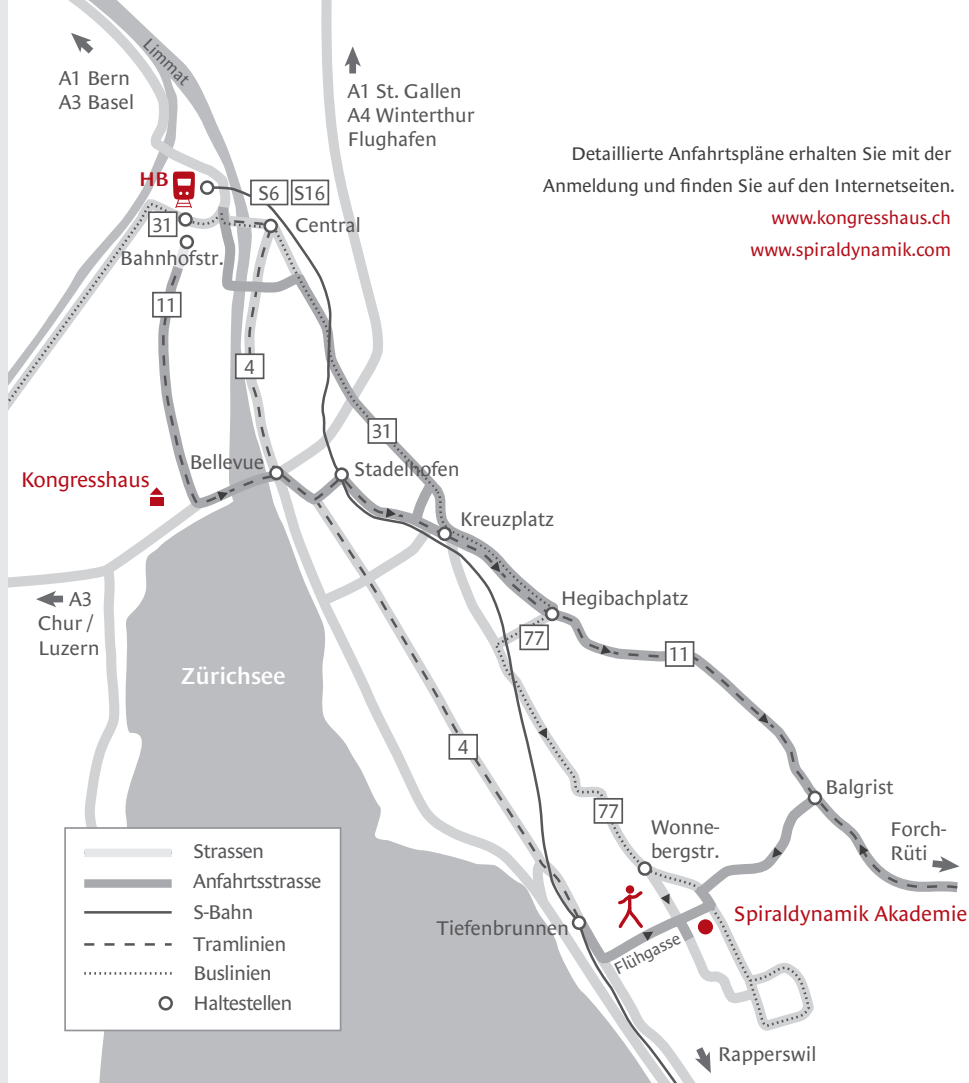 Limmat
A1 Bern
A3 Basel
A1 St. Gallen
A4 Winterthur
Flughafen
Detaillierte Anfahrtspläne erhalten Sie mit der
Anmeldung und finden Sie auf den Internetseiten.
www.kongresshaus.ch
www.spiraldynamik.com
HB
S6 S16
31
Central
Bahnhofstr.
11
4
31
Bellevue
Stadelhofen
Kongresshaus
Kreuzplatz
A3
Chur /
Luzern
Hegibachplatz
77
11
Zürichsee
4
Balgrist
77
Wonne-
bergstr.
Forch-
Rüti
Strassen
Anfahrtsstrasse
S-Bahn
Tramlinien
Buslinien
Haltestellen
Tiefenbrunnen
Spiraldynamik Akademie
Flühgasse
Rapperswil